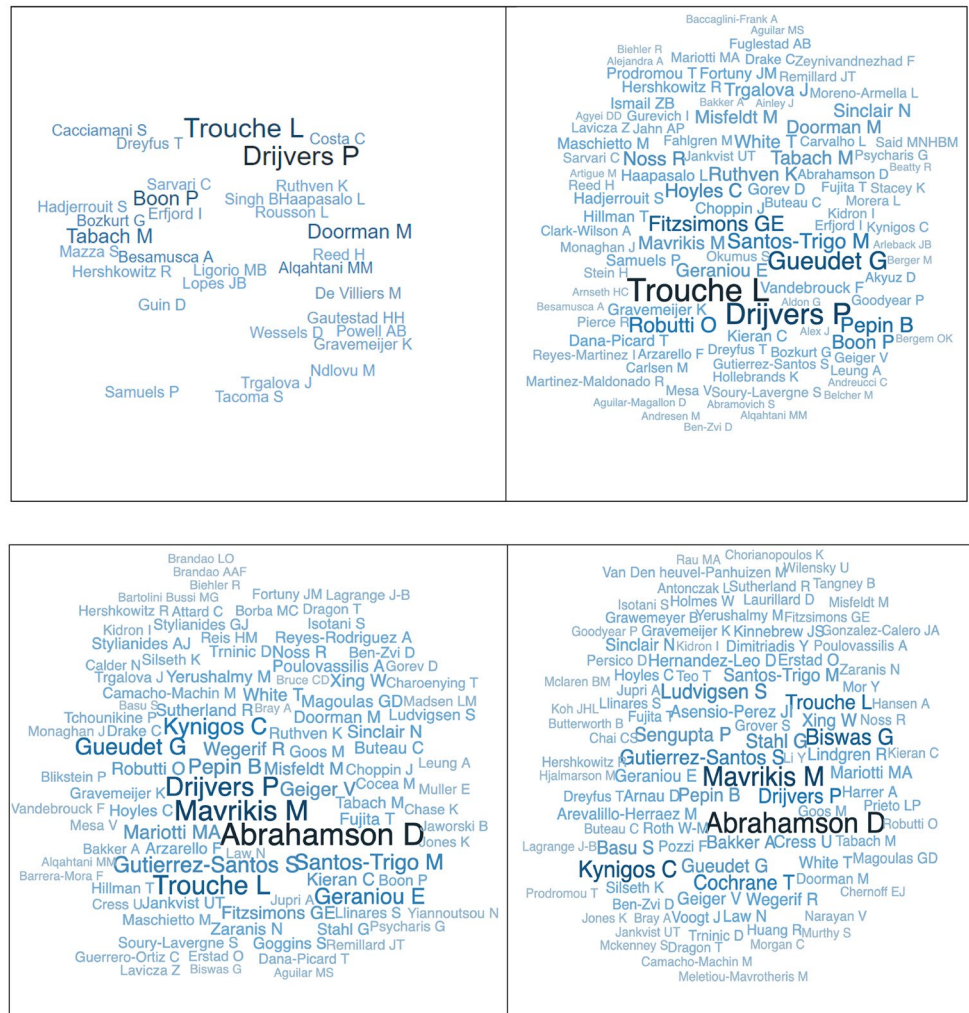 Trouche L
Cacciamani S
Costa C
Dreyfus T
Drijvers P
Sarvari C
Ruthven K
Boon P
Singh B Haapasalo L
Hadjerrouit S
Erfjord I
Rousson L
Bozkurt G
Tabach M
Doorman M
Mazza S
Besamusca A
Reed H
Hershkowitz R
Ligorio MB
Alqahtani MM
Lopes JB
De Villiers M
Guin D
Gautestad HH
Wessels D
Powell AB
Gravemeijer K
Ndlovu M
Trgalova J
Samuels P
Tacoma S
Baccaglini-Frank A
Aguilar MS
Fuglestad AB
Biehler R
Alejandra A
Mariotti MA
Drake C
Zeynivandnezhad F
Prodromou T
Fortuny JM
Remillard JT
Hershkowitz R
Trgalova J
Moreno-Armella L
Ismail ZB
Bakker A
Ainley J
Sinclair N
Agyei DD
Gurevich I
Misfeldt M
Doorman M
Lavicza Z
Jahn AP
Maschietto M
Fahlgren M
White T
Carvalho L
Said MNHBM
Sarvari C
Noss R
Jankvist UT
Tabach M
Psycharis G
Artigue M
Haapasalo L
Ruthven K
Abrahamson D
Beatty R
Reed H
Hoyles C
Gorev D
Fujita T
Stacey K
Hadjerrouit S
Choppin J
Buteau C
Morera L
Hillman T
Fitzsimons GE
Kidron I
Clark-Wilson A
Erfjord I
Kynigos C
Monaghan J
Mavrikis M
Santos-Trigo M
Arleback JB
Samuels P
Okumus S
Gueudet G
Berger M
Stein H
Geraniou E
Akyuz D
Arnseth HC
Trouche L
Vandebrouck F
Besamusca A
Gravemeijer K
Aldon G
Goodyear P
Drijvers P
Pierce R
Robutti O
Pepin B
Dana-Picard T
Kieran C
Alex J
Boon P
Bergem OK
Reyes-Martinez I
Arzarello F
Dreyfus T
Bozkurt G
Geiger V
Carlsen M
Gutierrez-Santos S
Leung A
Martinez-Maldonado R
Hollebrands K
Andreucci C
Mesa V
Soury-Lavergne S
Belcher M
Aguilar-Magallon D
Abramovich S
Andresen M
Alqahtani MM
Ben-Zvi D
Brandao LO
Brandao AAF
Biehler R
Bartolini Bussi MG
Fortuny JM
Lagrange J-B
Hershkowitz R
Attard C
Borba MC
Dragon T
Stylianides GJ
Isotani S
Kidron I
Stylianides AJ
Reis HM
Reyes-Rodriguez A
Trninic D
Noss R
Ben-Zvi D
Calder N
Silseth K
Poulovassilis A
Gorev D
Trgalova J
Yerushalmy M
Bruce CD
Xing W
Charoenying T
Camacho-Machin M
White T
Magoulas GD
Madsen LM
Basu S
Sutherland R
Bray A
Tchounikine P
Doorman M
Ludvigsen S
Monaghan J
Drake C
Kynigos C
Ruthven K
Sinclair N
Gueudet G
Wegerif R
Goos M
Buteau C
Robutti O
Pepin B
Misfeldt M
Choppin J
Leung A
Blikstein P
Drijvers P
Geiger V
Cocea M
Muller E
Gravemeijer K
Vandebrouck F
Hoyles C
Mavrikis M
Tabach M
Chase K
Mesa V
Fujita T
Mariotti MA
Abrahamson D
Jaworski B
Bakker A
Arzarello F
Law N
Jones K
Alqahtani MM
Gutierrez-Santos S
Santos-Trigo M
Barrera-Mora F
Kieran C
Boon P
Hillman T
Trouche L
Cress U
Jankvist UT
Jupri A
Geraniou E
Maschietto M
Fitzsimons GE
Llinares S
Yiannoutsou N
Zaranis N
Stahl G
Psycharis G
Soury-Lavergne S
Goggins S
Remillard JT
Guerrero-Ortiz C
Erstad O
Dana-Picard T
Lavicza Z
Biswas G
Aguilar MS
Rau MA
Chorianopoulos K
Van Den heuvel-Panhuizen M
Wilensky U
Antonczak L
Sutherland R
Tangney B
Isotani S
Holmes W
Laurillard D
Misfeldt M
Grawemeyer B
Yerushalmy M
Fitzsimons GE
Goodyear P
Gravemeijer K
Kinnebrew JS
Gonzalez-Calero JA
Sinclair N
Kidron I
Dimitriadis Y
Poulovassilis A
Persico D
Hernandez-Leo D
Erstad O
Hoyles C
Teo T
Santos-Trigo M
Zaranis N
Mclaren BM
Jupri A
Ludvigsen S
Mor Y
Koh JHL
Llinares S
Trouche L
Hansen A
Butterworth B
Fujita T
Asensio-Perez JI
Xing W
Noss R
Chai CS
Sengupta P
Grover S
Stahl G
Biswas G
Hershkowitz R
Gutierrez-Santos S
Li Y
Lindgren R
Kieran C
Hjalmarson M
Geraniou E
Mavrikis M
Mariotti MA
Dreyfus T
Arnau D
Pepin B
Drijvers P
Harrer A
Arevalillo-Herraez M
Goos M
Prieto LP
Buteau C
Roth W-M
Abrahamson D
Robutti O
Lagrange J-B
Basu S
Pozzi F
Bakker A
Cress U
Tabach M
Kynigos C
Gueudet G
White T
Magoulas GD
Cochrane T
Doorman M
Prodromou T
Silseth K
Chernoff EJ
Ben-Zvi D
Geiger V
Wegerif R
Jones K
Bray A
Voogt J
Law N
Narayan V
Jankvist UT
Trninic D
Huang R
Murthy S
Mckenney S
Dragon T
Morgan C
Camacho-Machin M
Meletiou-Mavrotheris M